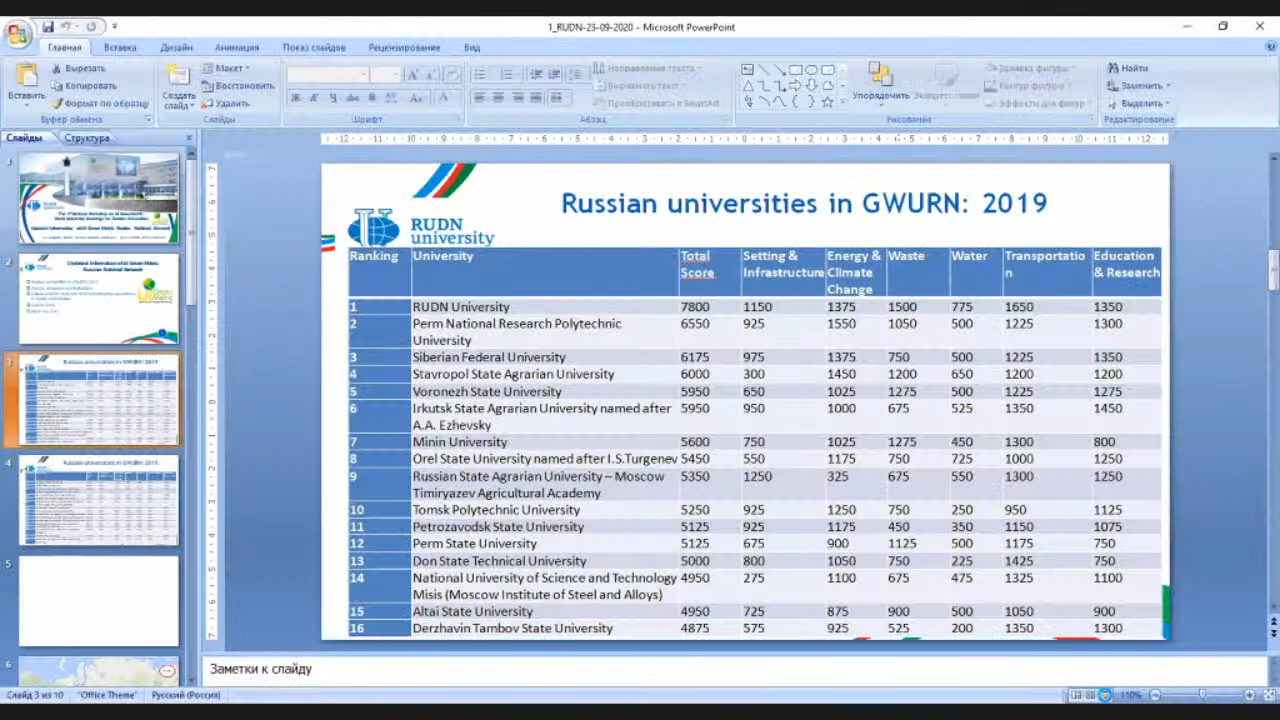 1_RUDN-23-09-2020 - Microsoft PowerPoint
Главная Вставка Дизайн Анимация Показ слайдов Рецензирование Вид
Вставить
Вырезать
Копировать
Формат по образцу
Буфер обмена
Создать слайд
Макет
Восстановить
Удалить
Слайды
Шрифт
Направление текста
Выровнять текст
Преобразовать в SmartArt
Абзац
Упорядочить
Экспресс-стили
Заливка фигуры
Контур фигуры
Эффекты для фигур
Рисование
Найти
Заменить
Выделить
Редактирование
Слайды Структура
2
3
4
5
6
RUDN
university
Russian universities in GWURN: 2019
Ranking University Total Score Setting & Infrastructure Energy & Climate Change Waste Water Transportation Education & Research
1 RUDN University 7800 1150 1375 1500 775 1650 1350
2 Perm National Research Polytechnic University 6550 925 1550 1050 500 1225 1300
3 Siberian Federal University 6175 975 1375 750 500 1225 1350
4 Stavropol State Agrarian University 6000 300 1450 1200 650 1200 1200
5 Voronezh State University 5950 650 1025 1275 500 1225 1275
6 Irkutsk State Agrarian University named after A.A. Ezhevsky 5950 675 525 1350 1450
7 Minin University 5600 750 1025 1275 450 1300 800
8 Orel State University named after I.S.Turgenev 5450 550 1175 750 725 1000 1250
9 Russian State Agrarian University – Moscow Timiryazev Agricultural Academy 5350 1250 675 550 1300 1250
10 Tomsk Polytechnic University 5250 925 1250 750 250 950 1125
11 Petrozavodsk State University 5125 925 1175 450 350 1150 1075
12 Perm State University 5125 675 900 1125 500 1175 750
13 Don State Technical University 5000 800 1050 750 225 1425 750
14 National University of Science and Technology Misis (Moscow Institute of Steel and Alloys) 4950 275 1100 675 475 1325 1100
15 Altai State University 4950 725 875 900 500 1050 900
16 Derzhavin Tambov State University 4875 575 925 525 200 1350 1300
Заметки к слайду
Слайд 3 из 10 "Office Theme" Русский (Россия) 110%